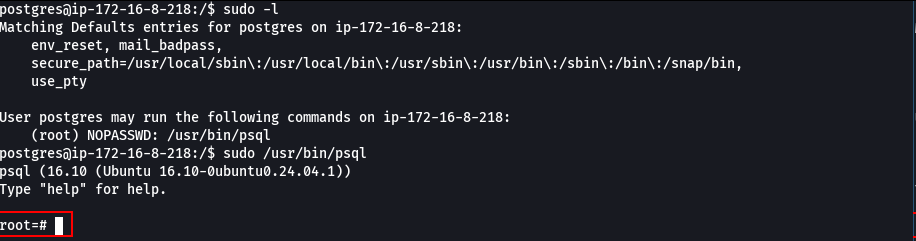 postgres@ip-172-16-8-218:/$ sudo -l
Matching Defaults entries for postgres on ip-172-16-8-218:
    env_reset, mail_badpass,
    secure_path=/usr/local/sbin\:/usr/local/bin\:/usr/sbin\:/usr/bin\:/sbin\:/bin\:/snap/bin,
    use_pty

User postgres may run the following commands on ip-172-16-8-218:
    (root) NOPASSWD: /usr/bin/psql
postgres@ip-172-16-8-218:/$ sudo /usr/bin/psql
psql (16.10 (Ubuntu 16.10-0ubuntu0.24.04.1))
Type "help" for help.

root=#